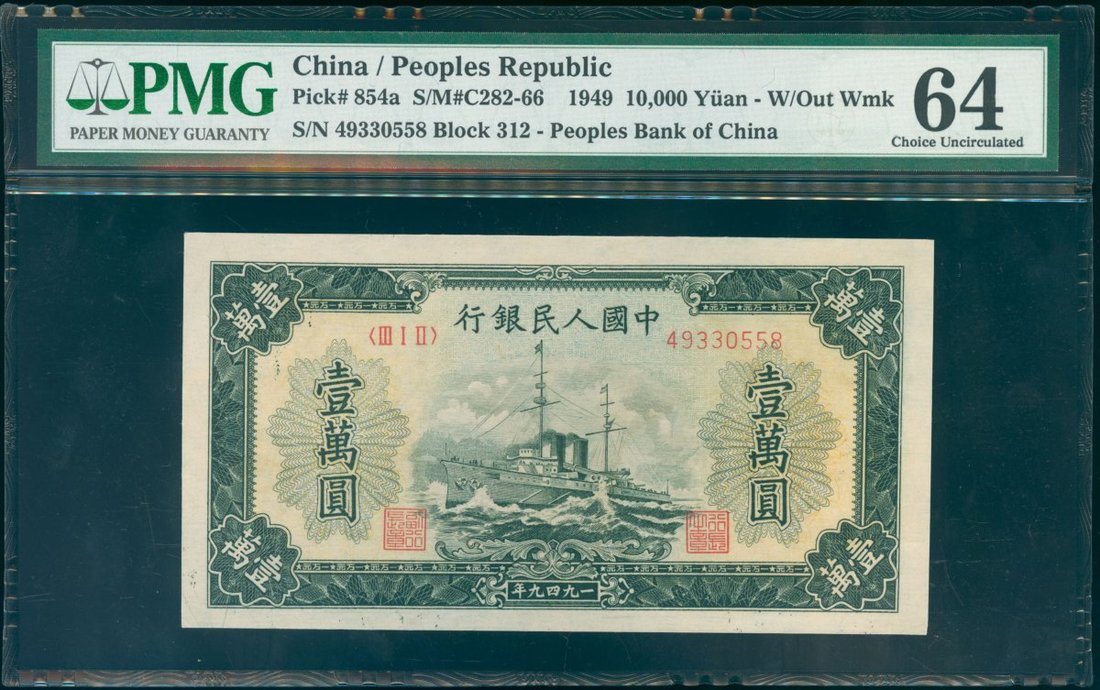 PMG
PAPER MONEY GUARANTY
China / Peoples Republic
Pick# 854a S/M#C282-66 1949 10,000 Yüan - W/Out Wmk
S/N 49330558 Block 312 - Peoples Bank of China
64
Choice Uncirculated
壹萬
萬壹
行銀民人國中
〈III I II〉
49330558
壹萬圓
壹萬圓
萬壹
壹萬
年九四九一